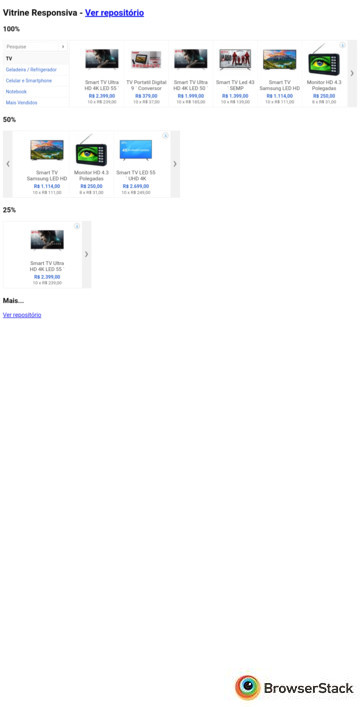 Vitrine Responsiva - Ver repositório
100%
Pesquise
TV
Geladeira / Refrigerador
Celular e Smartphone
Notebook
Mais Vendidos
Smart TV Ultra
HD 4K LED 55
R$ 2.399,00
10 x R$ 239,00
TV Portatil Digital
9 ` Conversor
R$ 379,00
10 x R$ 37,00
Smart TV Ultra
HD 4K LED 50
R$ 1.999,00
Smart TV Led 43
SEMP
R$ 1.399,00
10 x R$ 139,00
Smart TV
Samsung LED HD
R$ 1.114,00
10 x R$ 111,00
Monitor HD 4.3
Polegadas
R$ 250,00
8 x R$ 31,00
50%
Smart TV
Samsung LED HD
R$ 1.114,00
10 x R$ 111,00
Monitor HD 4.3
Polegadas
R$ 250,00
8 x R$ 31,00
Smart TV LED 55
UHD 4K
R$ 2.699,00
10 x R$ 269,00
25%
Smart TV Ultra
HD 4K LED 55
R$ 2.399,00
10 x R$ 239,00
Mais...
Ver repositório
BrowserStack